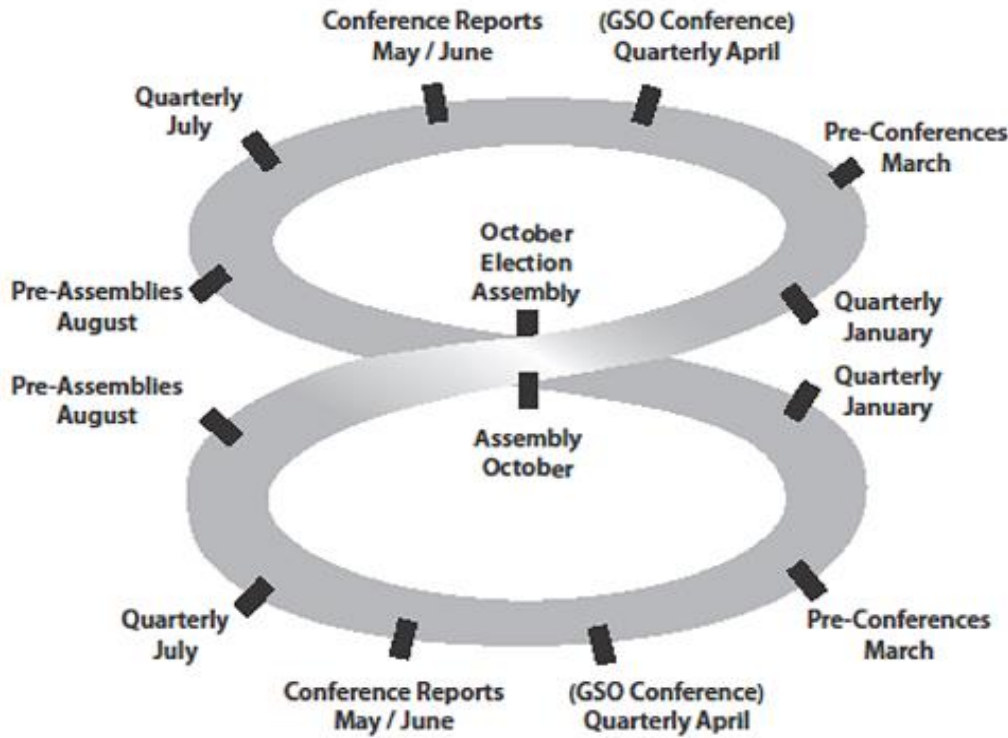 Conference Reports
May / June
(GSO Conference)
Quarterly April
Quarterly
July
Pre-Conferences
March
October
Election
Assembly
Pre-Assemblies
August
Quarterly
January
Pre-Assemblies
August
Quarterly
January
Assembly
October
Quarterly
July
Pre-Conferences
March
Conference Reports
May / June
(GSO Conference)
Quarterly April